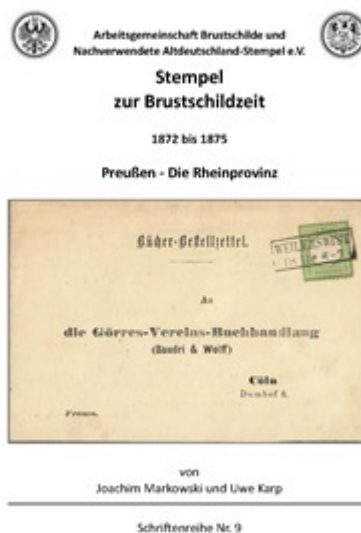 Arbeitsgemeinschaft Brustschilde und
Nachverwendete Altdeutschland-Stempel e.V.
Stempel
zur Brustschildzeit
1872 bis 1875
Preußen - Die Rheinprovinz
Bücher-Bestellzettel.
WEILERSWIST
An
die Görres-Vereins-Buchhandlung
(Baudri & Wolff)
Cöln
Domhof 6.
Franco.
von
Joachim Markowski und Uwe Karp
Schriftenreihe Nr. 9